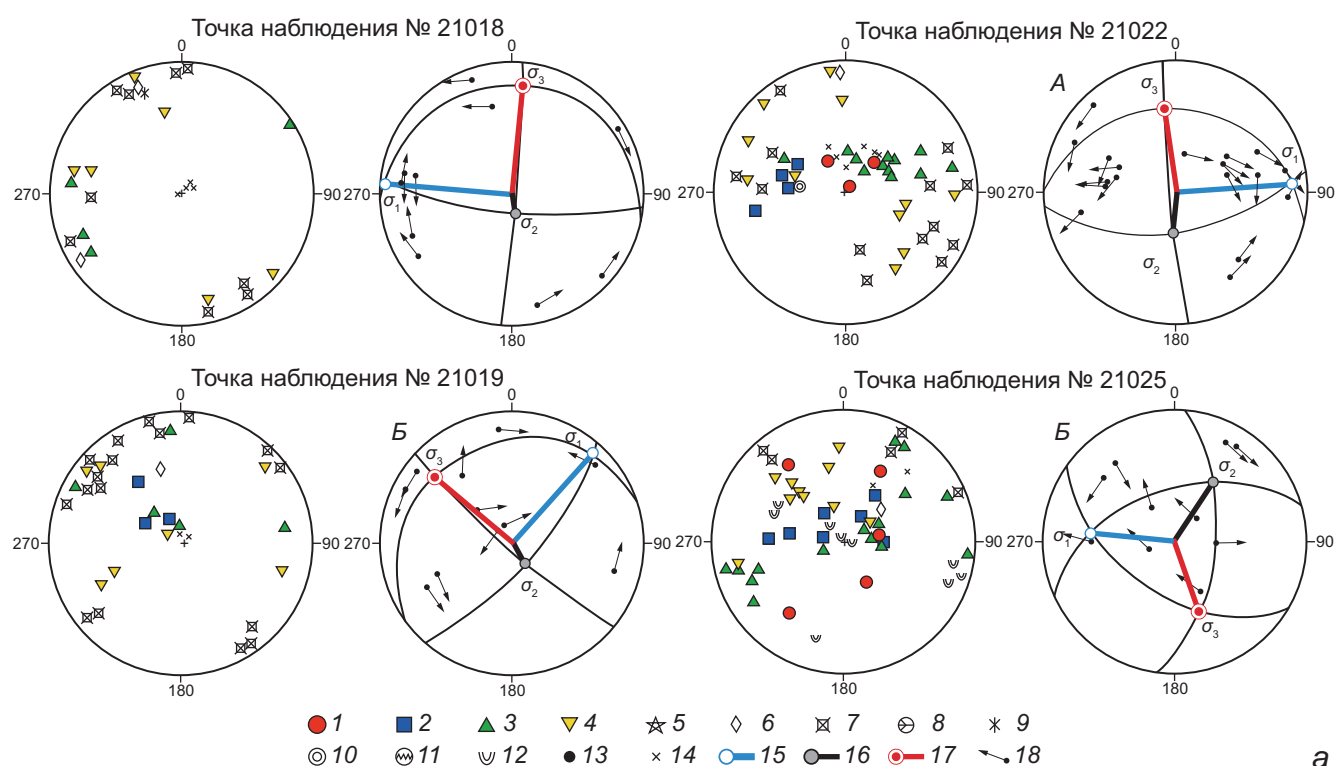 Точка наблюдения № 21018
0
270
90
180
0
270
90
180
σ3
σ1
σ2
Точка наблюдения № 21022
0
270
90
180
А
0
270
90
180
σ3
σ1
σ2
Точка наблюдения № 21019
0
270
90
180
Б
0
270
90
180
σ1
σ3
σ2
Точка наблюдения № 21025
0
270
90
180
Б
0
270
90
180
σ2
σ1
σ3
1 2 3 4 5 6 7 8 9
10 11 12 13 14 15 16 17 18
а